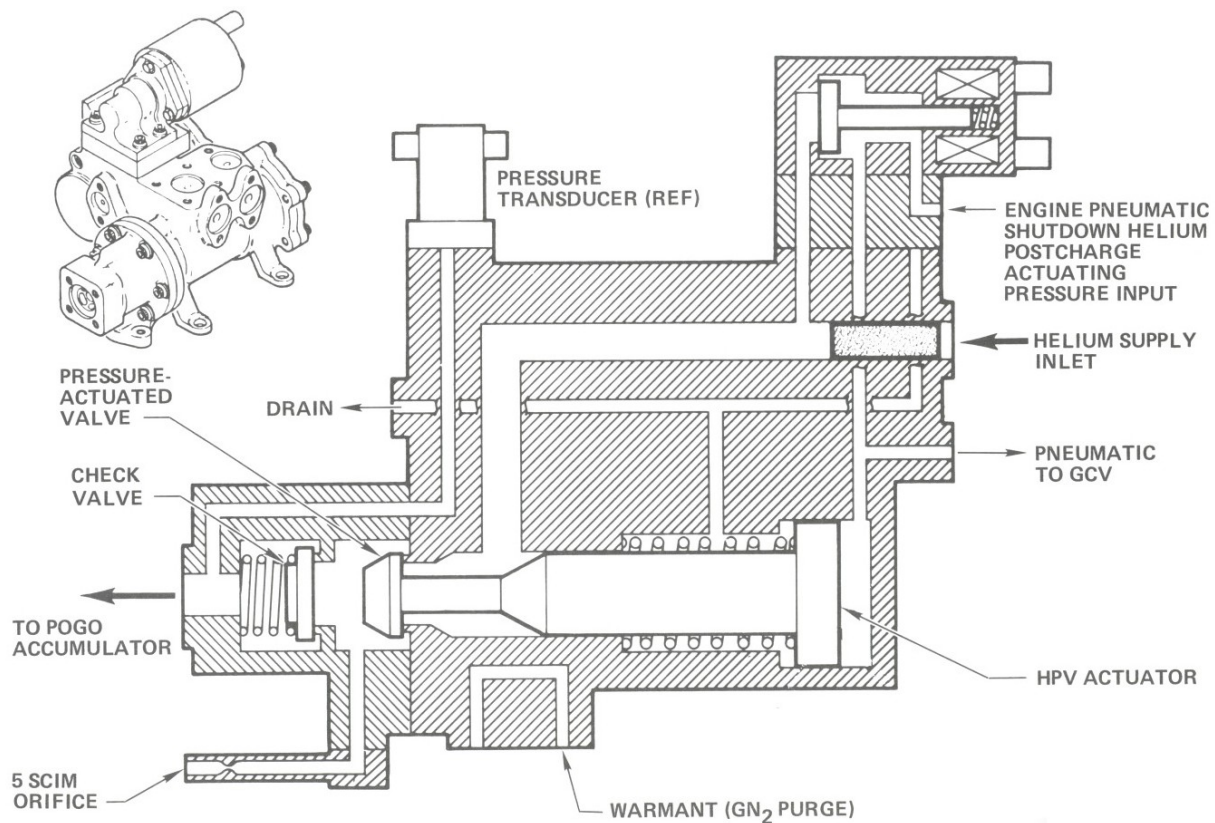 PRESSURE
TRANSDUCER (REF)
ENGINE PNEUMATIC
SHUTDOWN HELIUM
POSTCHARGE
ACTUATING
PRESSURE INPUT
HELIUM SUPPLY
INLET
PRESSURE-
ACTUATED
VALVE
DRAIN
PNEUMATIC
TO GCV
CHECK
VALVE
TO POGO
ACCUMULATOR
HPV ACTUATOR
5 SCIM
ORIFICE
WARMANT (GN₂ PURGE)